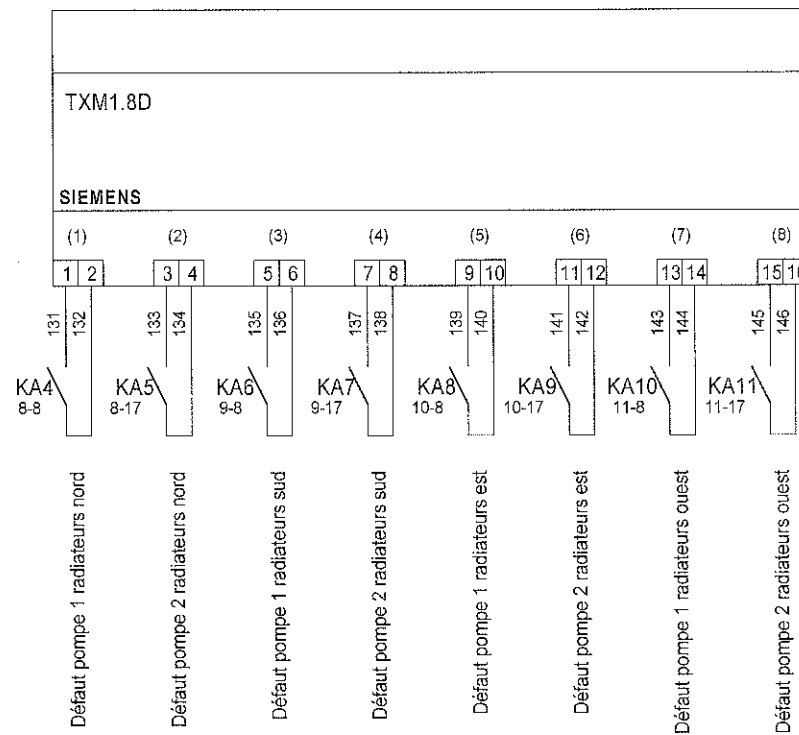 TXM1.8D
SIEMENS
(1) (2) (3) (4) (5) (6) (7) (8)
1 2 3 4 5 6 7 8 9 10 11 12 13 14 15 16
131 132 133 134 135 136 137 138 139 140 141 142 143 144 145 146
KA4 KA5 KA6 KA7 KA8 KA9 KA10 KA11
8-8 8-17 9-8 9-17 10-8 10-17 11-8 11-17
Défaut pompe 1 radiateurs nord
Défaut pompe 2 radiateurs nord
Défaut pompe 1 radiateurs sud
Défaut pompe 2 radiateurs sud
Défaut pompe 1 radiateurs est
Défaut pompe 2 radiateurs est
Défaut pompe 1 radiateurs ouest
Défaut pompe 2 radiateurs ouest